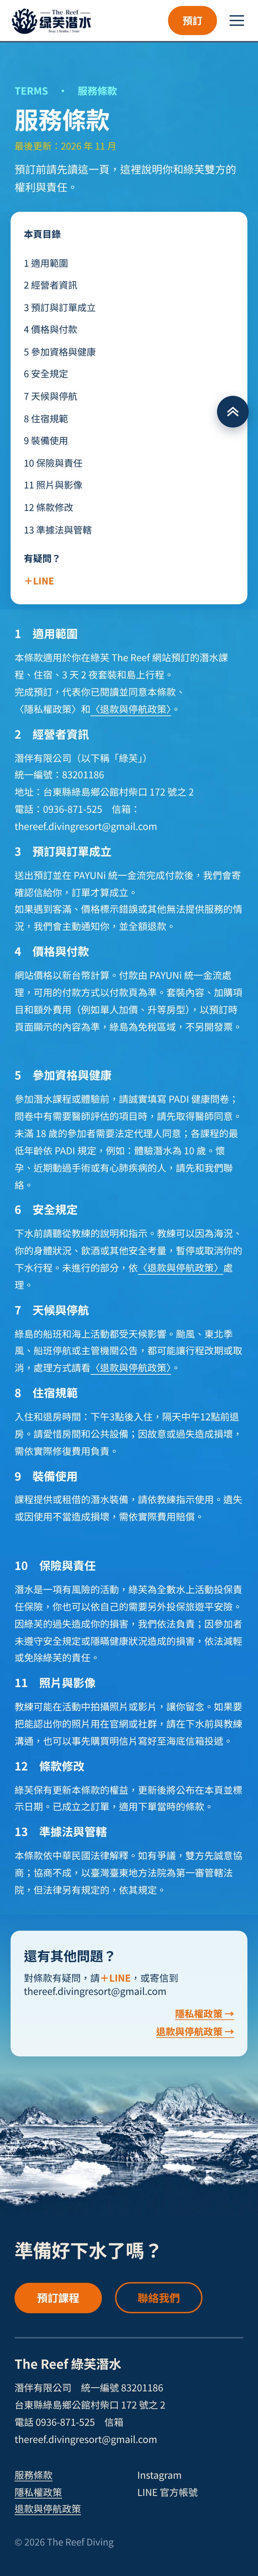 The Reef
綠芙潛水
Stay | Scuba | Tour
預訂
TERMS • 服務條款
服務條款
最後更新：2026 年 11 月
預訂前請先讀這一頁，這裡說明你和綠芙雙方的
權利與責任。
本頁目錄
1 適用範圍
2 經營者資訊
3 預訂與訂單成立
4 價格與付款
5 參加資格與健康
6 安全規定
7 天候與停航
8 住宿規範
9 裝備使用
10 保險與責任
11 照片與影像
12 條款修改
13 準據法與管轄
有疑問？
＋LINE
1 適用範圍
本條款適用於你在綠芙 The Reef 網站預訂的潛水課
程、住宿、3 天 2 夜套裝和島上行程。
完成預訂，代表你已閱讀並同意本條款、
〈隱私權政策〉和〈退款與停航政策〉。
2 經營者資訊
潛伴有限公司（以下稱「綠芙」）
統一編號：83201186
地址：台東縣綠島鄉公館村柴口 172 號之 2
電話：0936-871-525 信箱：
thereef.divingresort@gmail.com
3 預訂與訂單成立
送出預訂並在 PAYUNi 統一金流完成付款後，我們會寄
確認信給你，訂單才算成立。
如果遇到客滿、價格標示錯誤或其他無法提供服務的情
況，我們會主動通知你，並全額退款。
4 價格與付款
網站價格以新台幣計算。付款由 PAYUNi 統一金流處
理，可用的付款方式以付款頁為準。套裝內容、加購項
目和額外費用（例如單人加價、升等房型），以預訂時
頁面顯示的內容為準，綠島為免稅區域，不另開發票。
5 參加資格與健康
參加潛水課程或體驗前，請誠實填寫 PADI 健康問卷；
問卷中有需要醫師評估的項目時，請先取得醫師同意。
未滿 18 歲的參加者需要法定代理人同意；各課程的最
低年齡依 PADI 規定，例如：體驗潛水為 10 歲。懷
孕、近期動過手術或有心肺疾病的人，請先和我們聯
絡。
6 安全規定
下水前請聽從教練的說明和指示。教練可以因為海況、
你的身體狀況、飲酒或其他安全考量，暫停或取消你的
下水行程。未進行的部分，依〈退款與停航政策〉處
理。
7 天候與停航
綠島的船班和海上活動都受天候影響。颱風、東北季
風、船班停航或主管機關公告，都可能讓行程改期或取
消，處理方式請看〈退款與停航政策〉。
8 住宿規範
入住和退房時間：下午3點後入住，隔天中午12點前退
房。請愛惜房間和公共設備；因故意或過失造成損壞，
需依實際修復費用負責。
9 裝備使用
課程提供或租借的潛水裝備，請依教練指示使用。遺失
或因使用不當造成損壞，需依實際費用賠償。
10 保險與責任
潛水是一項有風險的活動，綠芙為全數水上活動投保責
任保險，你也可以依自己的需要另外投保旅遊平安險。
因綠芙的過失造成你的損害，我們依法負責；因參加者
未遵守安全規定或隱瞞健康狀況造成的損害，依法減輕
或免除綠芙的責任。
11 照片與影像
教練可能在活動中拍攝照片或影片，讓你留念。如果要
把能認出你的照片用在官網或社群，請在下水前與教練
溝通，也可以事先購買明信片寫好至海底信箱投遞。
12 條款修改
綠芙保有更新本條款的權益，更新後將公布在本頁並標
示日期。已成立之訂單，適用下單當時的條款。
13 準據法與管轄
本條款依中華民國法律解釋。如有爭議，雙方先誠意協
商；協商不成，以臺灣臺東地方法院為第一審管轄法
院，但法律另有規定的，依其規定。
還有其他問題？
對條款有疑問，請＋LINE，或寄信到
thereef.divingresort@gmail.com
隱私權政策 →
退款與停航政策 →
準備好下水了嗎？
預訂課程
聯絡我們
The Reef 綠芙潛水
潛伴有限公司 統一編號 83201186
台東縣綠島鄉公館村柴口 172 號之 2
電話 0936-871-525 信箱
thereef.divingresort@gmail.com
服務條款
隱私權政策
退款與停航政策
Instagram
LINE 官方帳號
© 2026 The Reef Diving